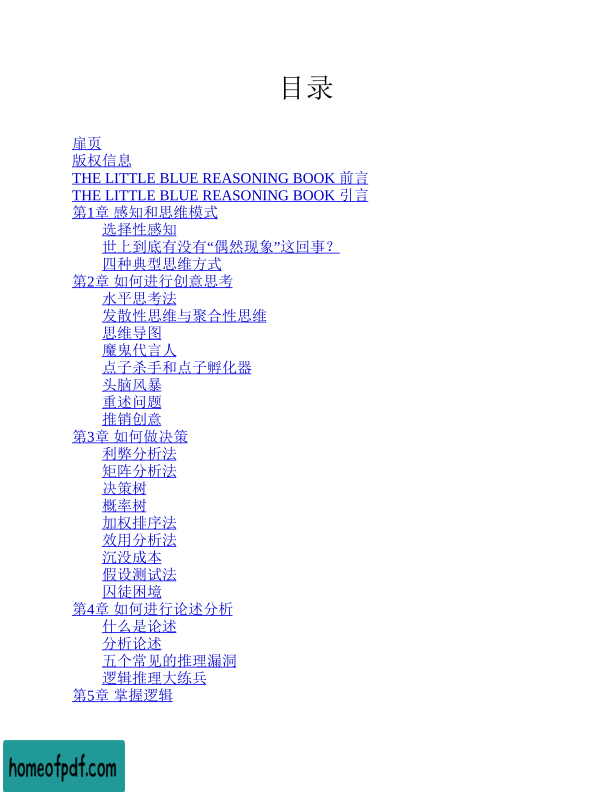 目录
扉页
版权信息
THE LITTLE BLUE REASONING BOOK 前言
THE LITTLE BLUE REASONING BOOK 引言
第1章 感知和思维模式
选择性感知
世上到底有没有“偶然现象”这回事？
四种典型思维方式
第2章 如何进行创意思考
水平思考法
发散性思维与聚合性思维
思维导图
魔鬼代言人
点子杀手和点子孵化器
头脑风暴
重述问题
推销创意
第3章 如何做决策
利弊分析法
矩阵分析法
决策树
概率树
加权排序法
效用分析法
沉没成本
假设测试法
囚徒困境
第4章 如何进行论述分析
什么是论述
分析论述
五个常见的推理漏洞
逻辑推理大练兵
第5章 掌握逻辑
homeofpdf.com